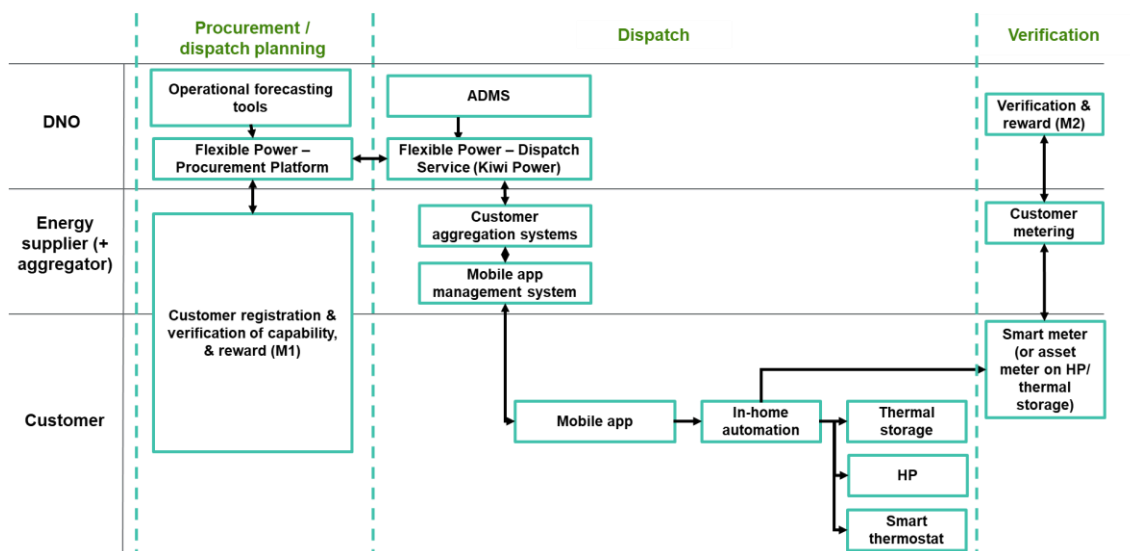 Procurement /
dispatch planning
Dispatch
Verification
DNO
Operational forecasting
tools
ADMS
Verification &
reward (M2)
Flexible Power –
Procurement Platform
Flexible Power – Dispatch
Service (Kiwi Power)
Energy
supplier (+
aggregator)
Customer
aggregation systems
Customer
metering
Mobile app
management system
Customer registration &
verification of capability,
& reward (M1)
Smart meter
(or asset
meter on HP/
thermal
storage)
Customer
Mobile app
In-home
automation
Thermal
storage
HP
Smart
thermostat